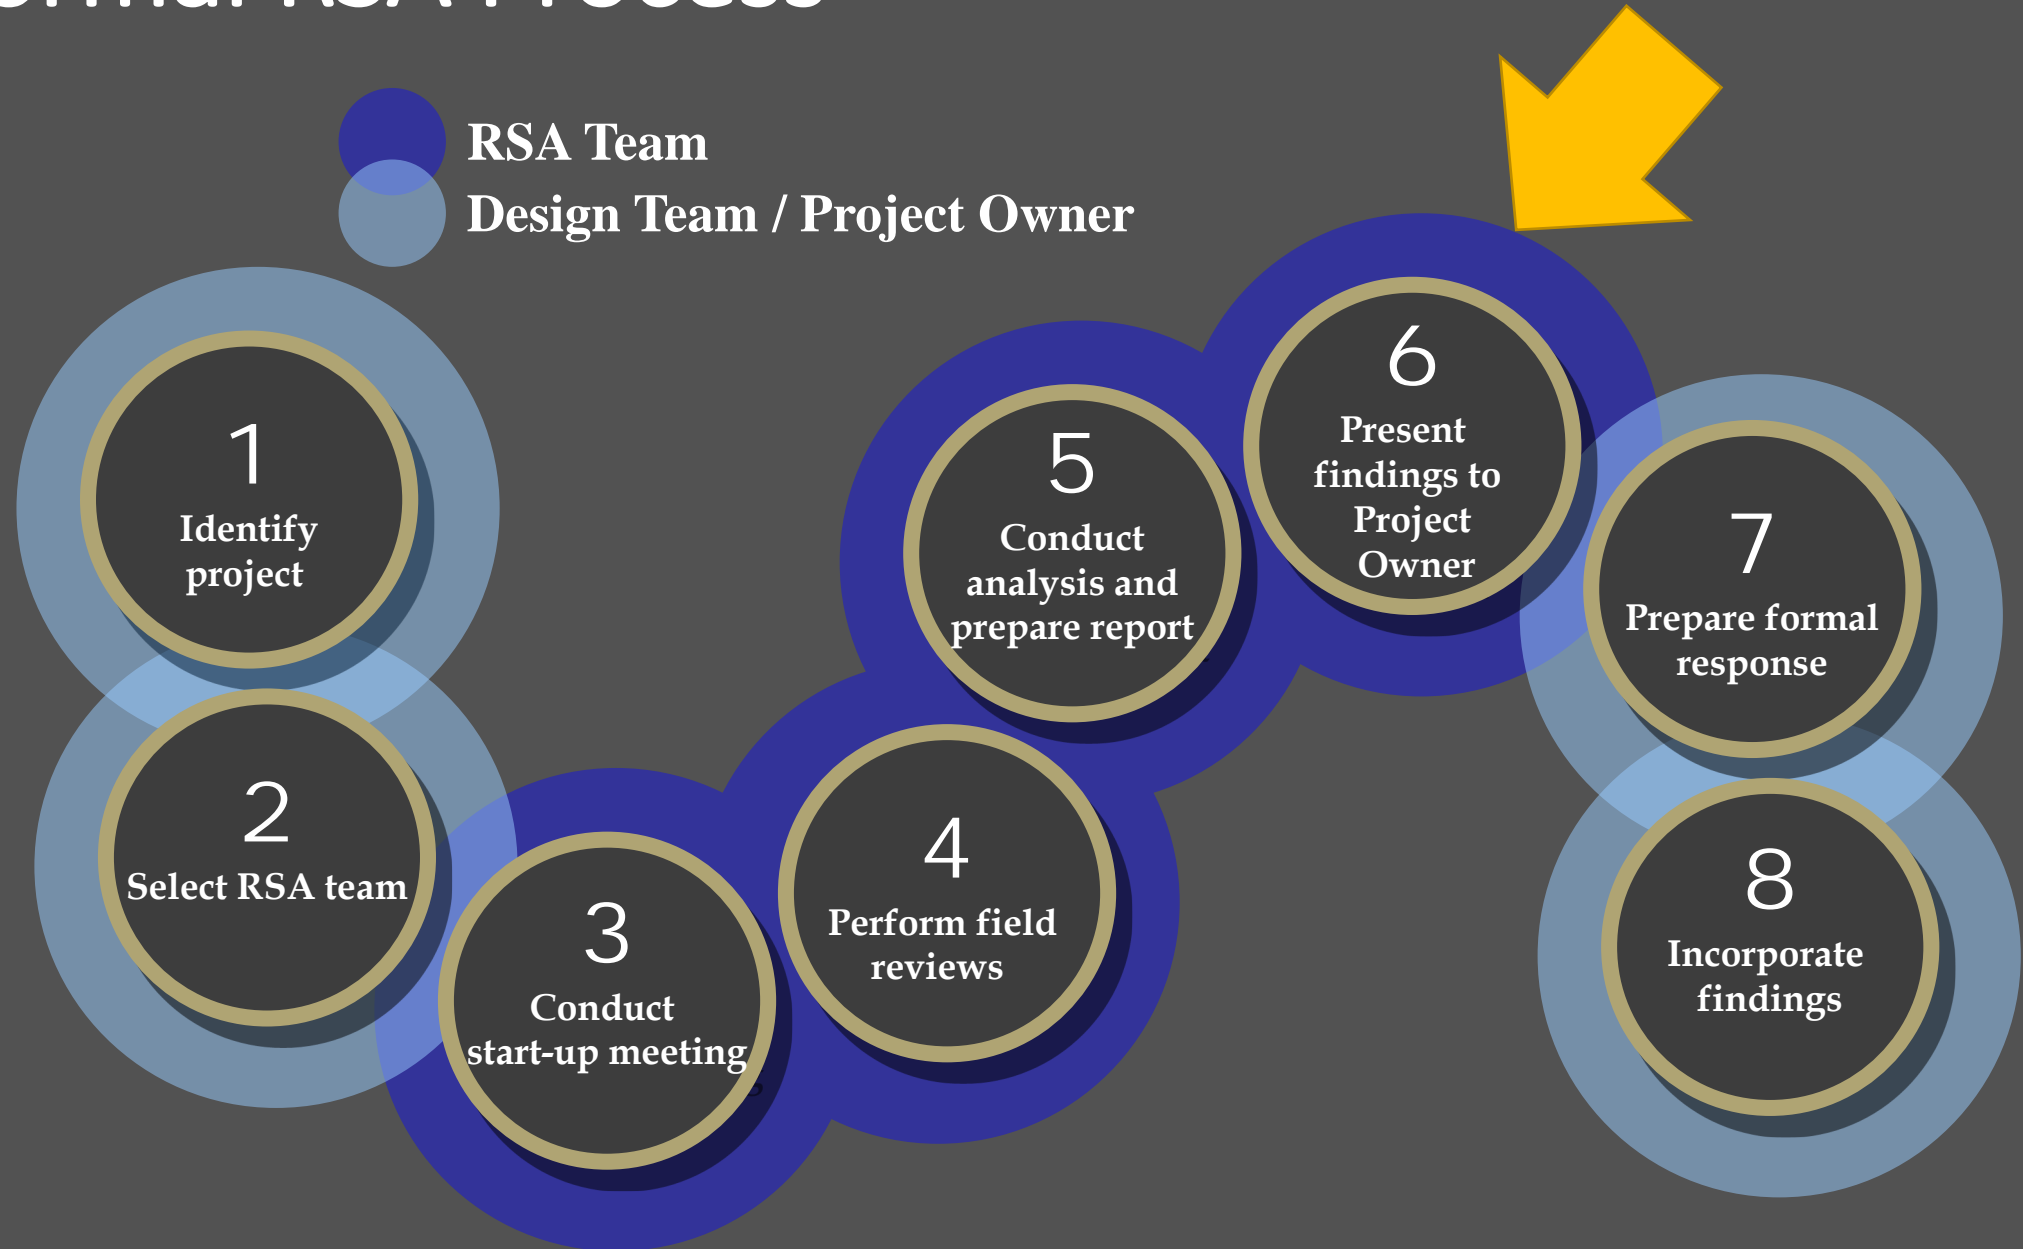 RSA Process
RSA Team
Design Team / Project Owner
1
Identify
project
2
Select RSA team
3
Conduct
start-up meeting
4
Perform field
reviews
5
Conduct
analysis and
prepare report
6
Present
findings to
Project
Owner
7
Prepare formal
response
8
Incorporate
findings